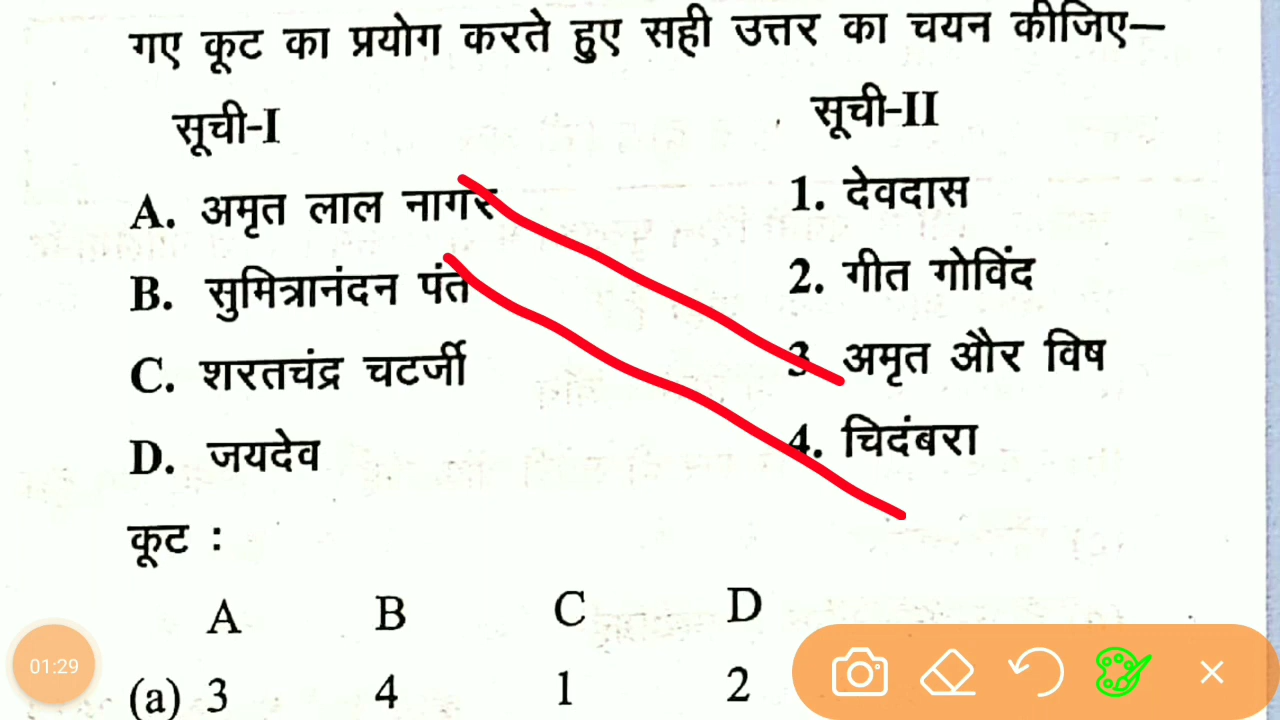 गए कूट का प्रयोग करते हुए सही उत्तर का चयन कीजिए–
सूची-I सूची-II
A. अमृत लाल नागर 1. देवदास
B. सुमित्रानंदन पंत 2. गीत गोविंद
C. शरतचंद्र चटर्जी 3. अमृत और विष
D. जयदेव 4. चिदंबरा
कूट :
A B C D
(a) 3 4 1 2
01:29